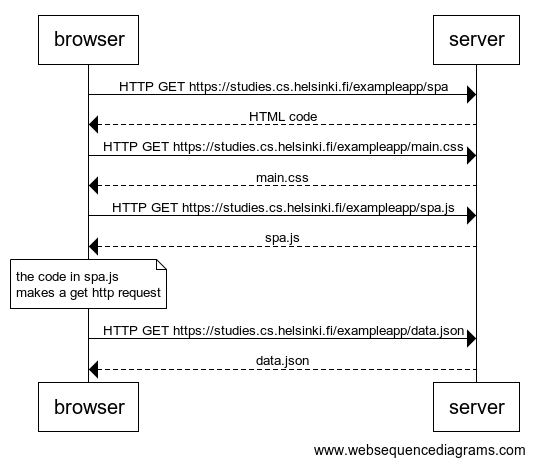 browser
server
HTTP GET https://studies.cs.helsinki.fi/exampleapp/spa
HTML code
HTTP GET https://studies.cs.helsinki.fi/exampleapp/main.css
main.css
HTTP GET https://studies.cs.helsinki.fi/exampleapp/spa.js
spa.js
the code in spa.js
makes a get http request
HTTP GET https://studies.cs.helsinki.fi/exampleapp/data.json
data.json
browser
server
www.websequencediagrams.com